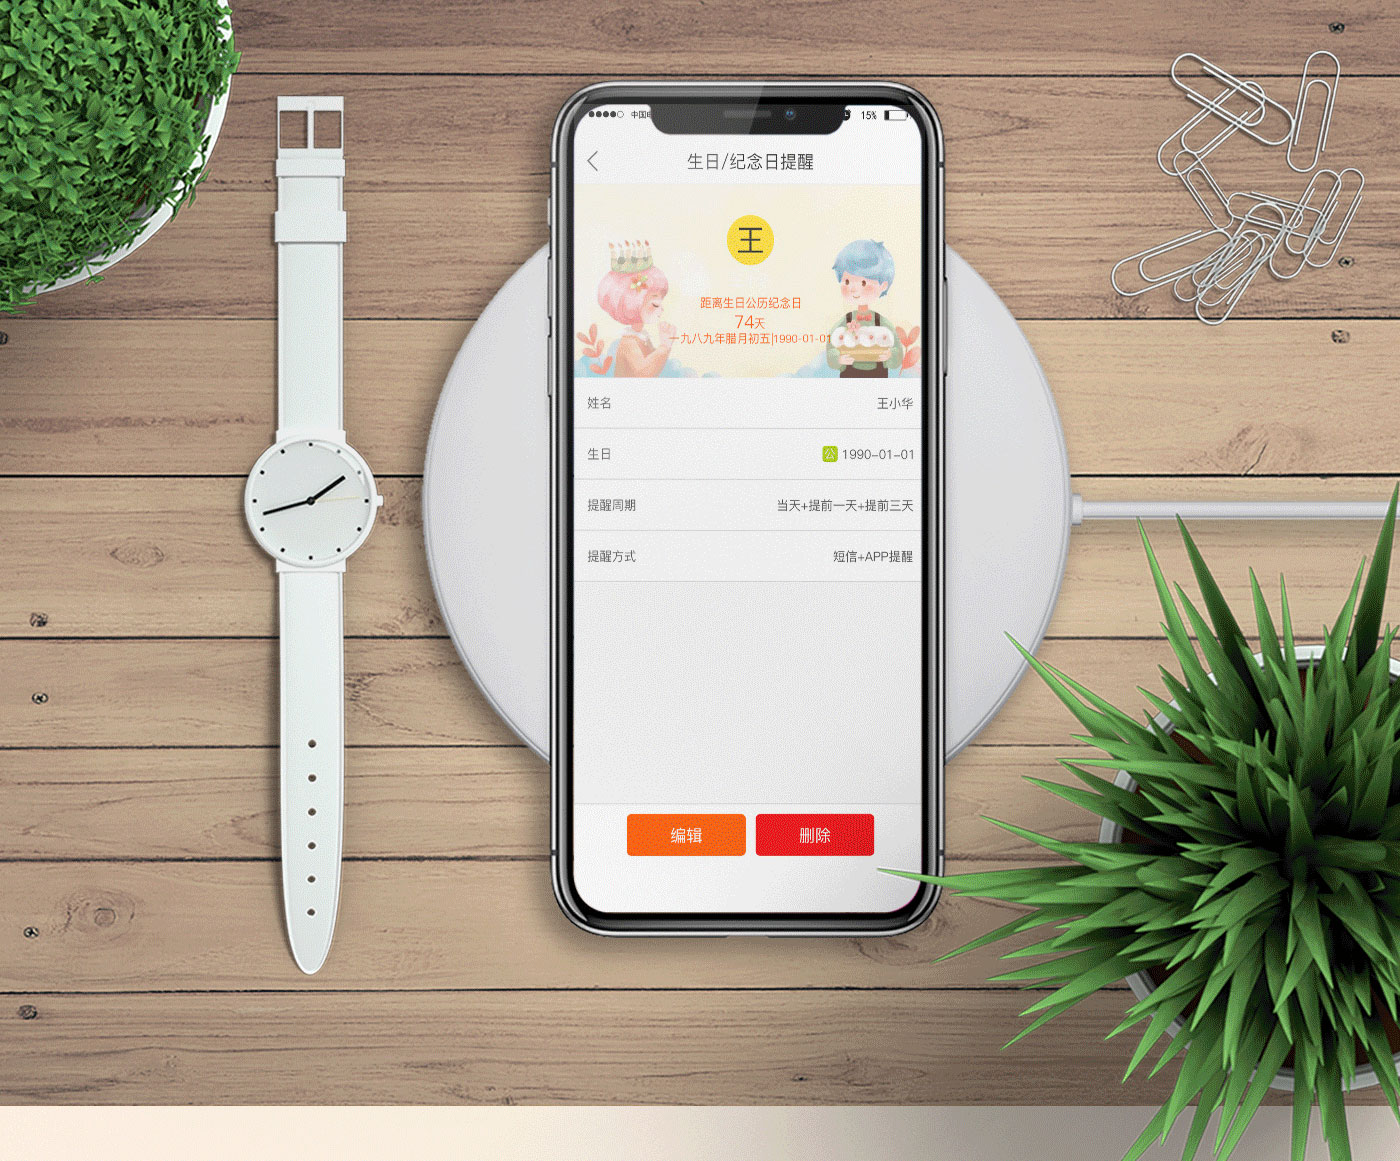 中国 15%
生日/纪念日提醒
王
距离生日公历纪念日
74天
一九八九年腊月初五|1990-01-01
姓名 王小华
生日 公 1990-01-01
提醒周期 当天+提前一天+提前三天
提醒方式 短信+APP提醒
编辑 删除